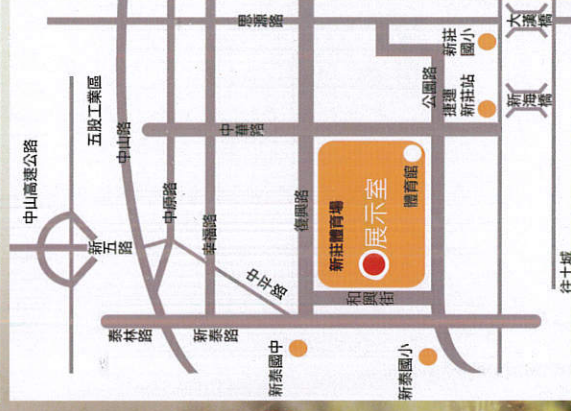 思源路
大漢橋
新莊國小
捷運新莊站
新海橋
公園路
五股工業區
中山路
中華路
中山高速公路
中原路
幸福路
復興路
新莊體育場
展示室
體育館
新五路
中平路
和興街
往土城
泰林路
新泰路
新泰國中
新泰國小